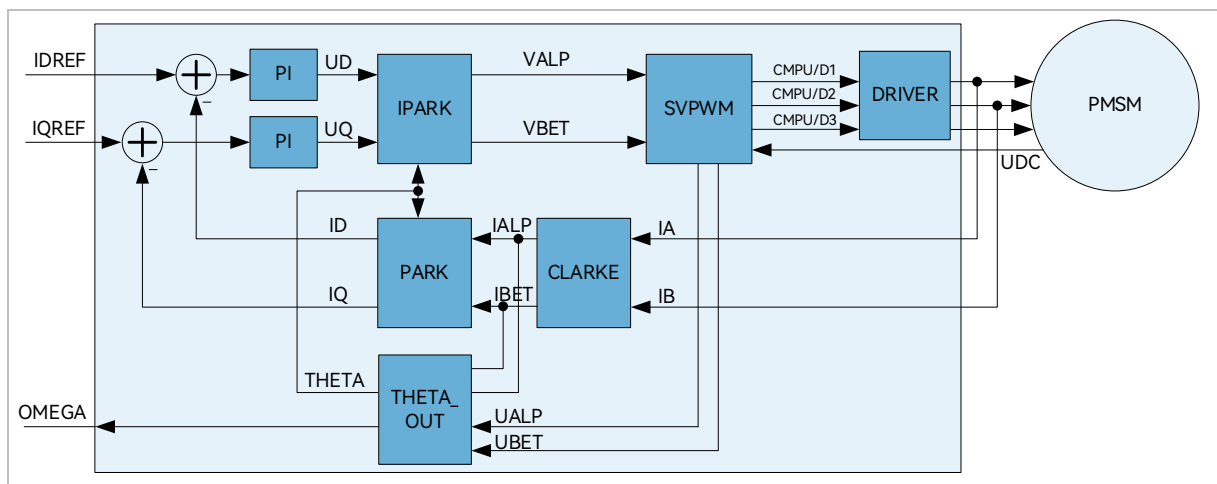 IDREF
PI
UD
IPARK
VALP
SVPWM
CMPU/D1
CMPU/D2
CMPU/D3
DRIVER
PMSM
IQREF
PI
UQ
VBET
UDC
ID
PARK
IALP
CLARKE
IA
IQ
IBET
IB
THETA
THETA_
OUT
OMEGA
UALP
UBET